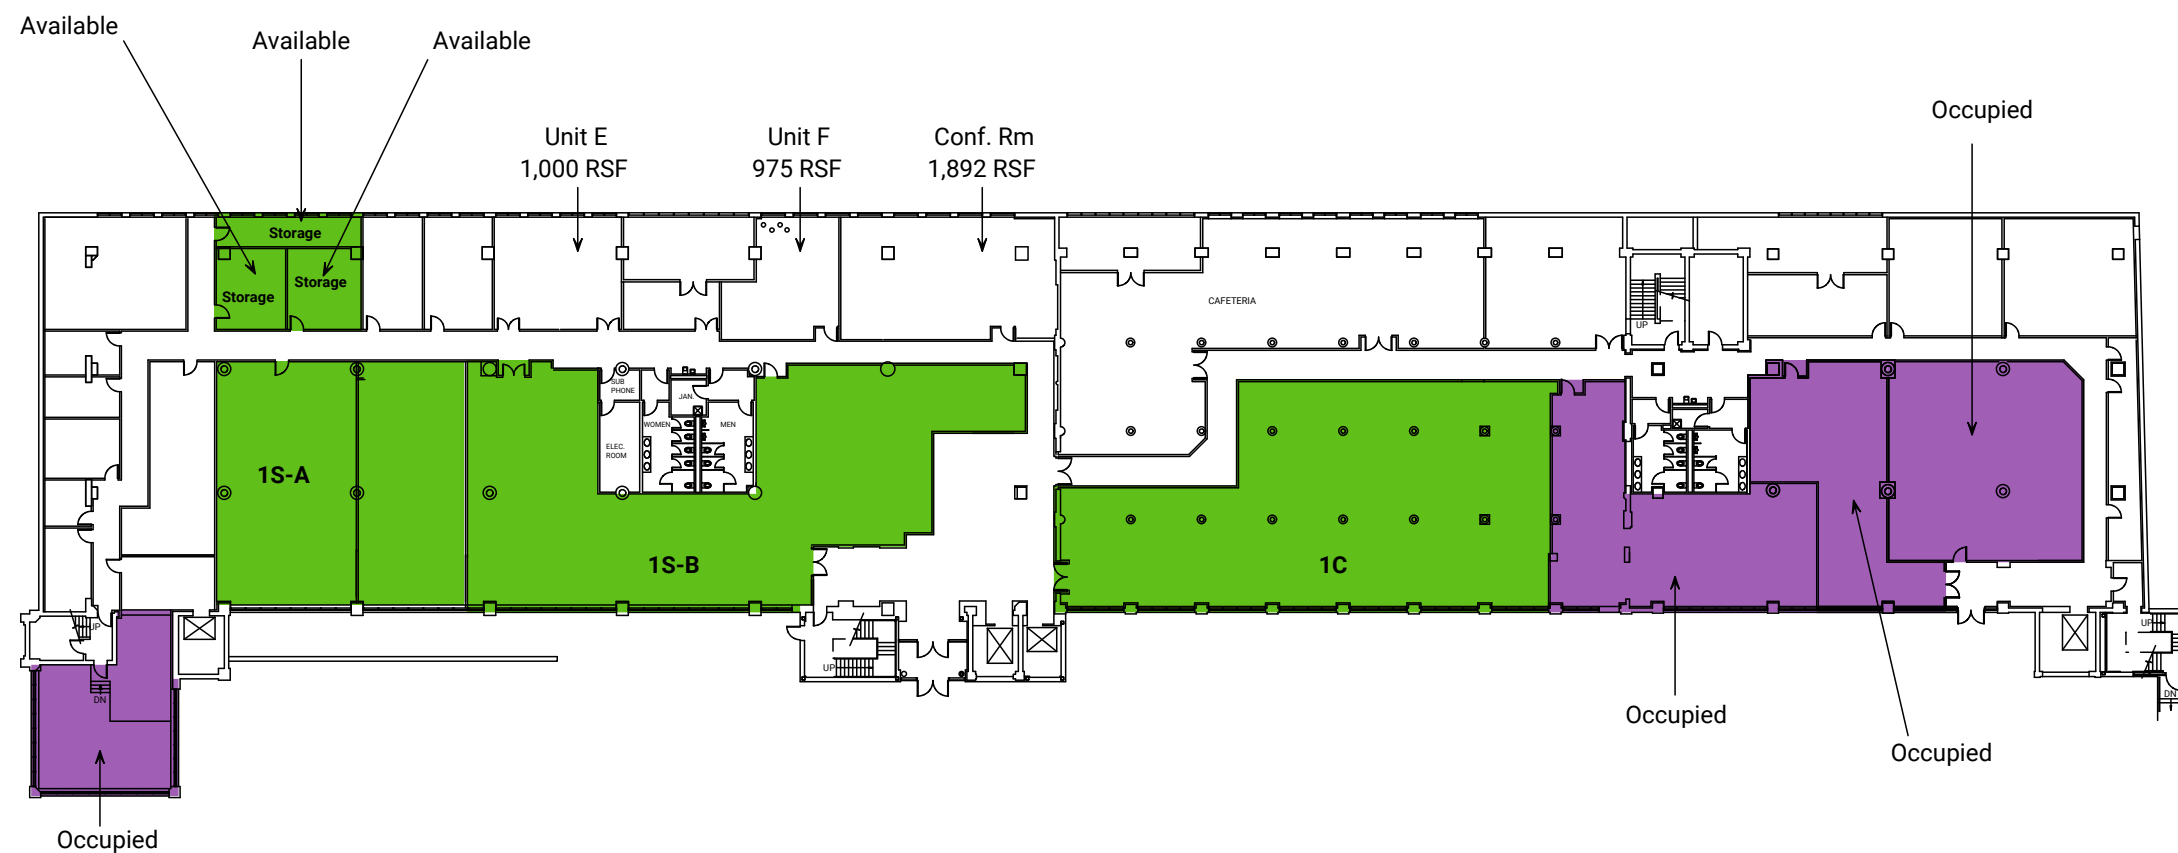 Available
Available
Available
Occupied
Unit E
1,000 RSF
Unit F
975 RSF
Conf. Rm
1,892 RSF
Storage
Storage
Storage
CAFETERIA
UP
SUB
PHONE
JAN.
WOMEN
MEN
ELEC.
ROOM
1S-A
1S-B
1C
UP
UP
UP
DN
DN
Occupied
Occupied
Occupied